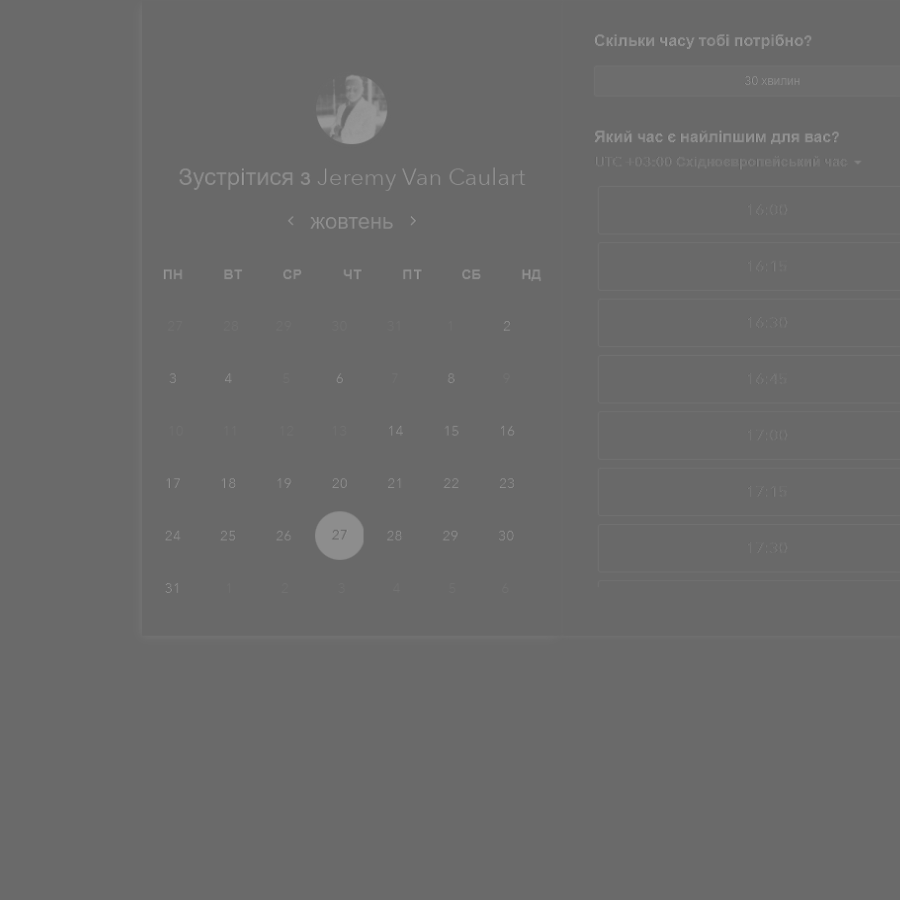 Зустрітися з Jeremy Van Caulart
жовтень
ПН ВТ СР ЧТ ПТ СБ НД
27 28 29 30 31 1 2
3 4 5 6 7 8 9
10 11 12 13 14 15 16
17 18 19 20 21 22 23
24 25 26 27 28 29 30
31 1 2 3 4 5 6
Скільки часу тобі потрібно?
30 хвилин
Який час є найліпшим для вас?
UTC +03:00 Східноєвропейський час
16:00
16:15
16:30
16:45
17:00
17:15
17:30